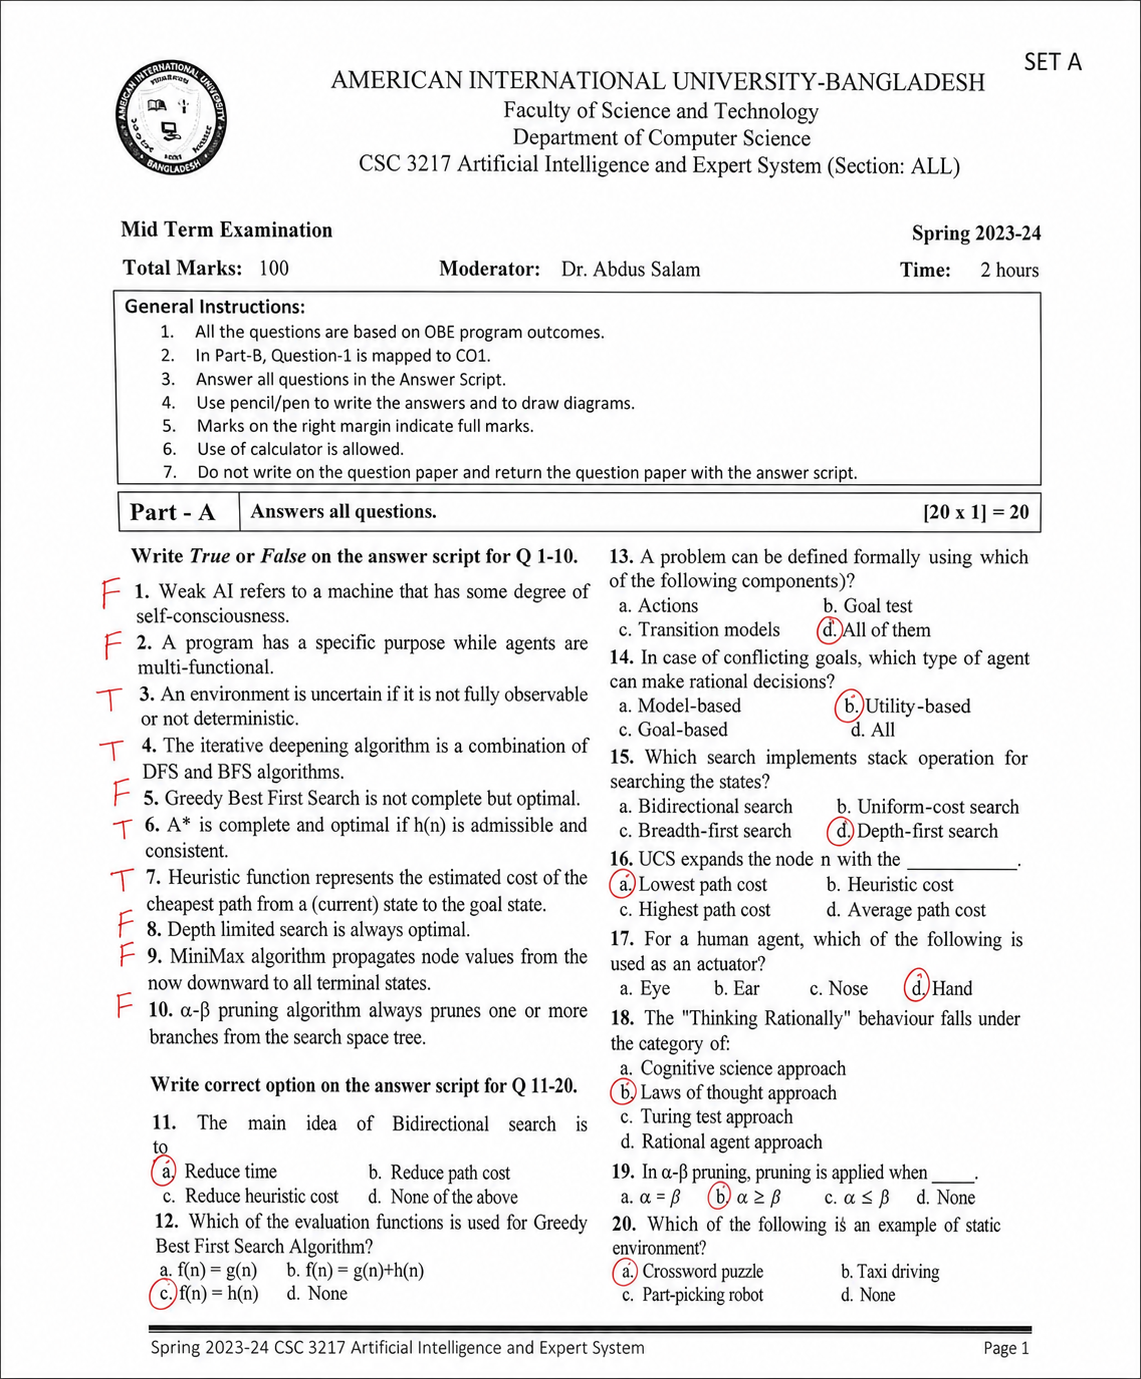 SET A
AMERICAN INTERNATIONAL UNIVERSITY
BANGLADESH
AMERICAN INTERNATIONAL UNIVERSITY-BANGLADESH
Faculty of Science and Technology
Department of Computer Science
CSC 3217 Artificial Intelligence and Expert System (Section: ALL)
Mid Term Examination
Spring 2023-24
Total Marks: 100 Moderator: Dr. Abdus Salam Time: 2 hours
General Instructions:
1. All the questions are based on OBE program outcomes.
2. In Part-B, Question-1 is mapped to CO1.
3. Answer all questions in the Answer Script.
4. Use pencil/pen to write the answers and to draw diagrams.
5. Marks on the right margin indicate full marks.
6. Use of calculator is allowed.
7. Do not write on the question paper and return the question paper with the answer script.
Part - A Answers all questions. [20 x 1] = 20
Write True or False on the answer script for Q 1-10.
F 1. Weak AI refers to a machine that has some degree of
self-consciousness.
F 2. A program has a specific purpose while agents are
multi-functional.
T 3. An environment is uncertain if it is not fully observable
or not deterministic.
T 4. The iterative deepening algorithm is a combination of
DFS and BFS algorithms.
F 5. Greedy Best First Search is not complete but optimal.
T 6. A* is complete and optimal if h(n) is admissible and
consistent.
T 7. Heuristic function represents the estimated cost of the
cheapest path from a (current) state to the goal state.
F 8. Depth limited search is always optimal.
F 9. MiniMax algorithm propagates node values from the
now downward to all terminal states.
F 10. α-β pruning algorithm always prunes one or more
branches from the search space tree.
Write correct option on the answer script for Q 11-20.
11. The main idea of Bidirectional search is
to
a. Reduce time b. Reduce path cost
c. Reduce heuristic cost d. None of the above
12. Which of the evaluation functions is used for Greedy
Best First Search Algorithm?
a. f(n) = g(n) b. f(n) = g(n)+h(n)
c. f(n) = h(n) d. None
13. A problem can be defined formally using which
of the following components)?
a. Actions b. Goal test
c. Transition models d. All of them
14. In case of conflicting goals, which type of agent
can make rational decisions?
a. Model-based b. Utility-based
c. Goal-based d. All
15. Which search implements stack operation for
searching the states?
a. Bidirectional search b. Uniform-cost search
c. Breadth-first search d. Depth-first search
16. UCS expands the node n with the ___________.
a. Lowest path cost b. Heuristic cost
c. Highest path cost d. Average path cost
17. For a human agent, which of the following is
used as an actuator?
a. Eye b. Ear c. Nose d. Hand
18. The "Thinking Rationally" behaviour falls under
the category of:
a. Cognitive science approach
b. Laws of thought approach
c. Turing test approach
d. Rational agent approach
19. In α-β pruning, pruning is applied when ____.
a. α = β b. α ≥ β c. α ≤ β d. None
20. Which of the following is an example of static
environment?
a. Crossword puzzle b. Taxi driving
c. Part-picking robot d. None
Spring 2023-24 CSC 3217 Artificial Intelligence and Expert System Page 1